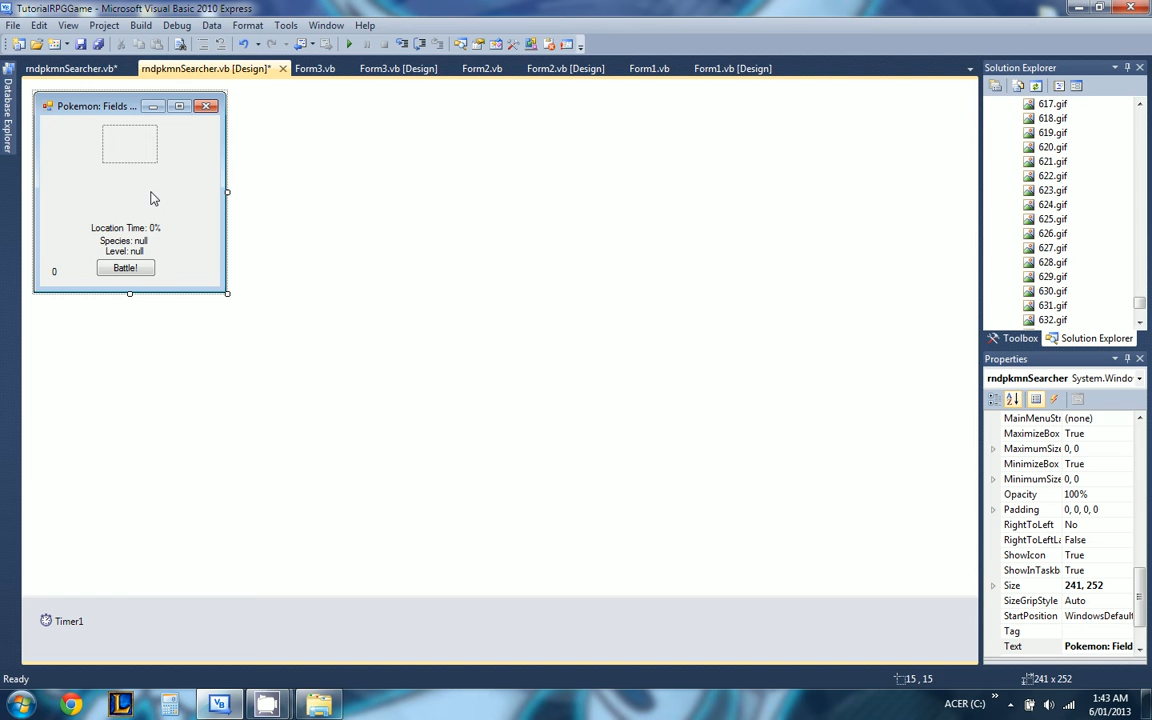 TutorialRPGGame - Microsoft Visual Basic 2010 Express
File Edit View Project Build Debug Data Format Tools Window Help
rndpkmnSearcher.vb* rndpkmnSearcher.vb [Design]* Form3.vb Form3.vb [Design] Form2.vb Form2.vb [Design] Form1.vb Form1.vb [Design]
Database Explorer
Pokemon: Fields ...
Location Time: 0%
Species: null
Level: null
Battle!
0
Timer1
Solution Explorer
617.gif
618.gif
619.gif
620.gif
621.gif
622.gif
623.gif
624.gif
625.gif
626.gif
627.gif
628.gif
629.gif
630.gif
631.gif
632.gif
Toolbox Solution Explorer
Properties
rndpkmnSearcher System.Windo
MainMenuStr (none)
MaximizeBox True
MaximumSize 0, 0
MinimizeBox True
MinimumSize 0, 0
Opacity 100%
Padding 0, 0, 0, 0
RightToLeft No
RightToLeftLa False
ShowIcon True
ShowInTaskb True
Size 241, 252
SizeGripStyle Auto
StartPosition WindowsDefault
Tag
Text Pokemon: Field
Ready 15 , 15 241 x 252
ACER (C:) 1:43 AM
6/01/2013